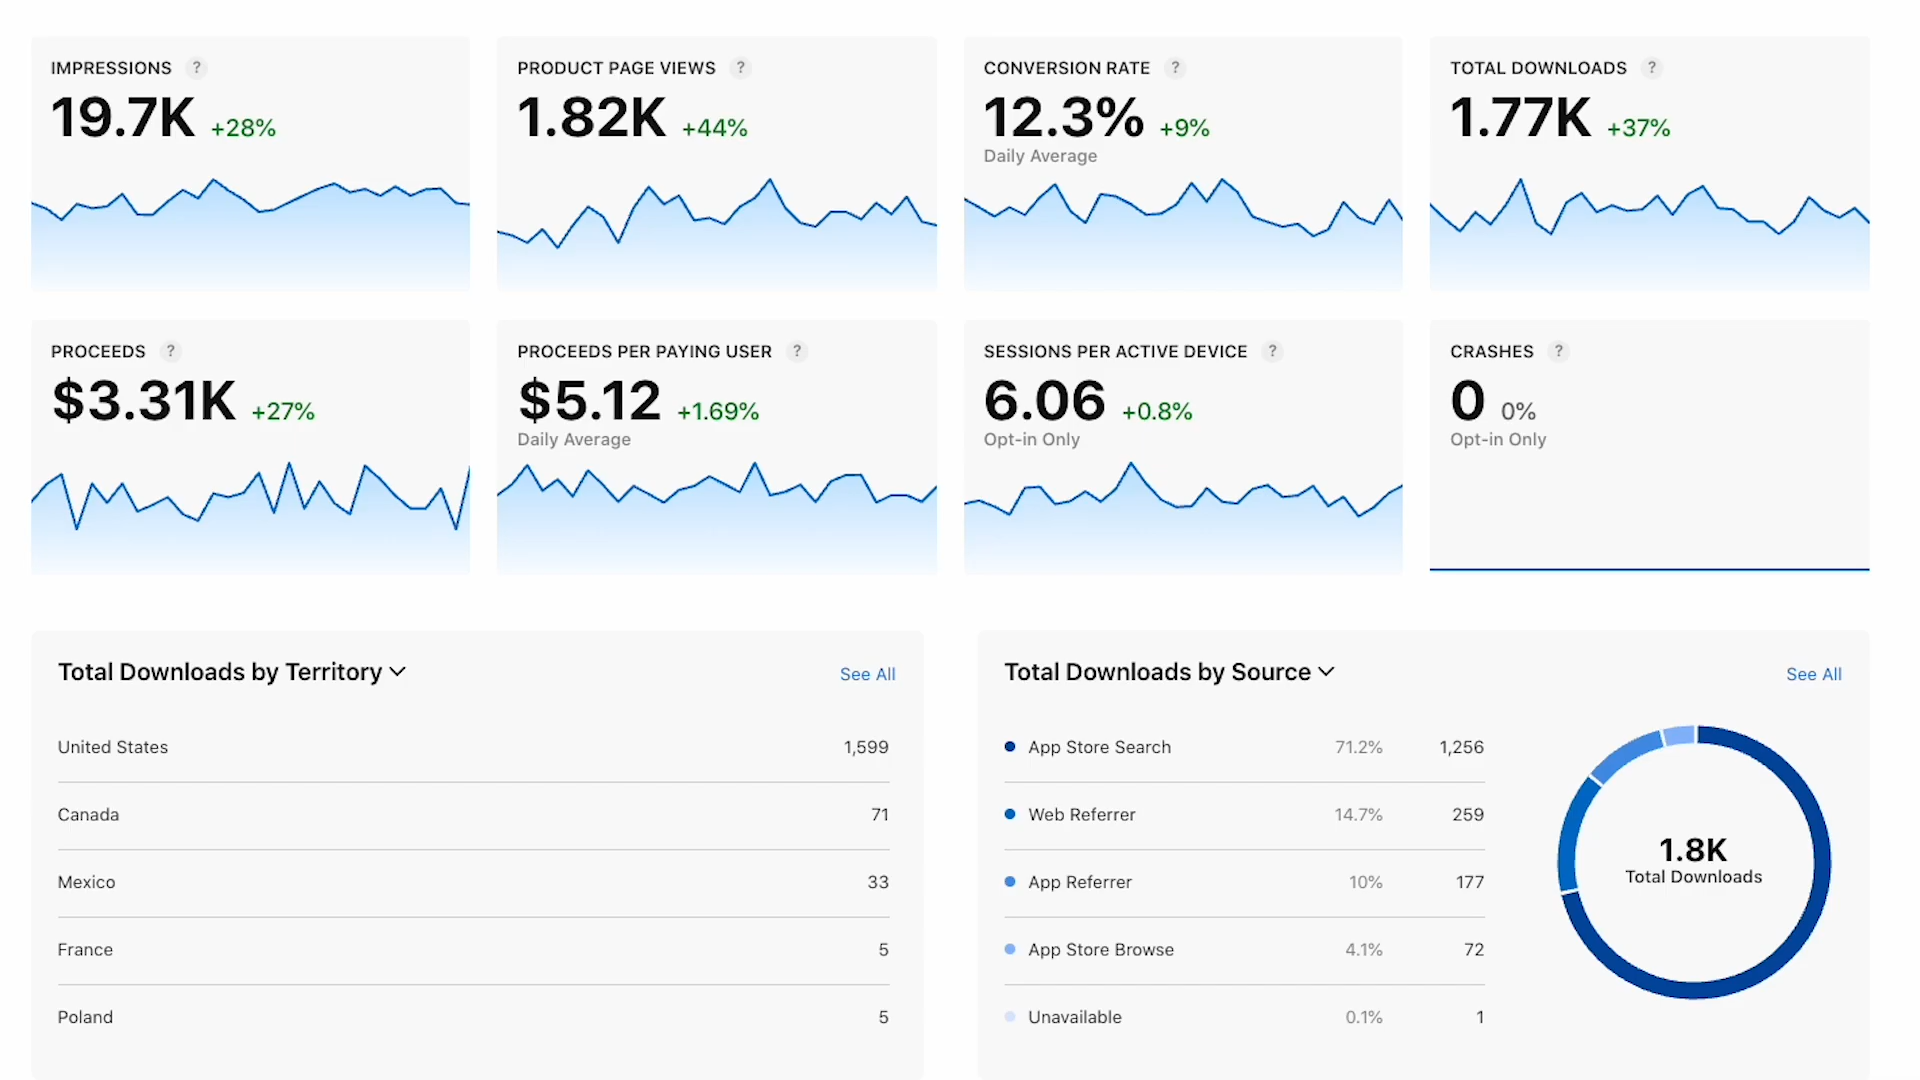 IMPRESSIONS ?
19.7K +28%
PRODUCT PAGE VIEWS ?
1.82K +44%
CONVERSION RATE ?
12.3% +9%
Daily Average
TOTAL DOWNLOADS ?
1.77K +37%
PROCEEDS ?
$3.31K +27%
PROCEEDS PER PAYING USER ?
$5.12 +1.69%
Daily Average
SESSIONS PER ACTIVE DEVICE ?
6.06 +0.8%
Opt-in Only
CRASHES ?
0 0%
Opt-in Only
Total Downloads by Territory See All
United States 1,599
Canada 71
Mexico 33
France 5
Poland 5
Total Downloads by Source See All
App Store Search 71.2% 1,256
Web Referrer 14.7% 259
App Referrer 10% 177
App Store Browse 4.1% 72
Unavailable 0.1% 1
1.8K
Total Downloads